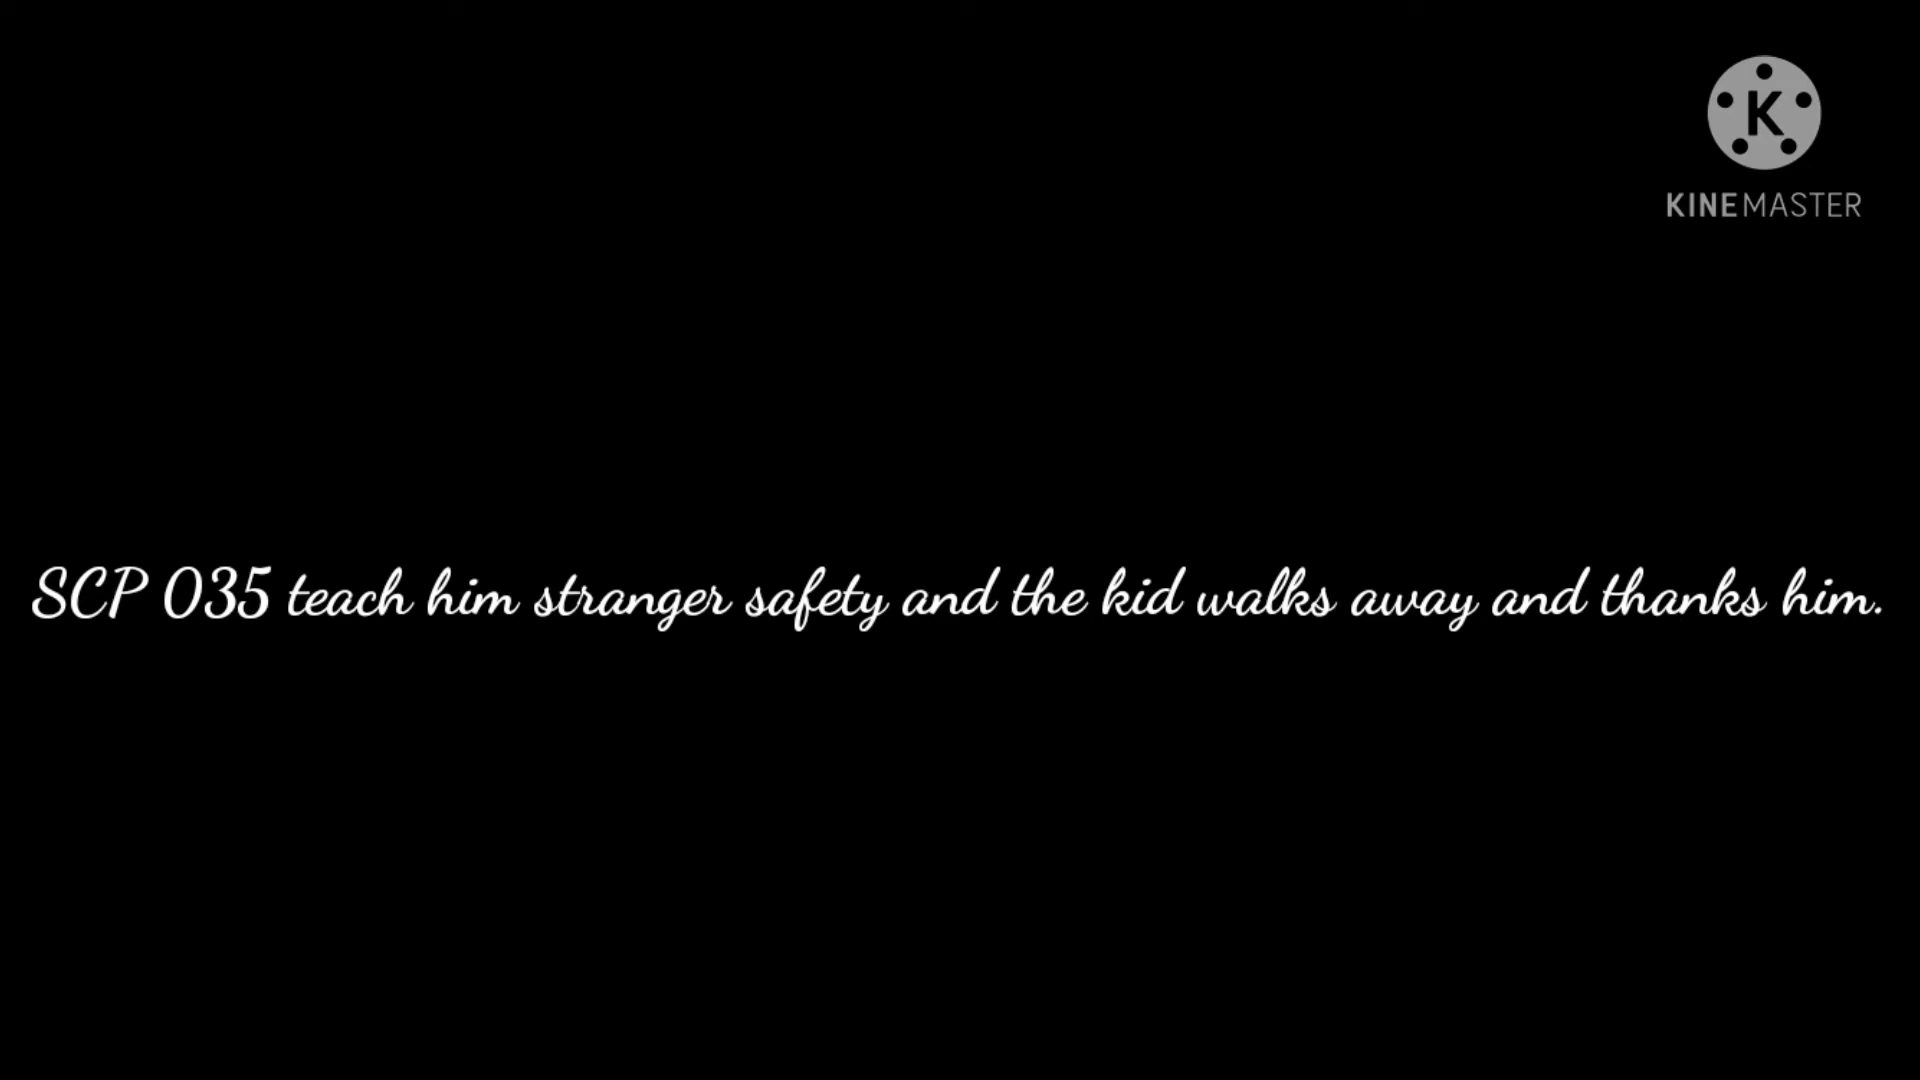 K
KINEMASTER
SCP 035 teach him stranger safety and the kid walks away and thanks him.